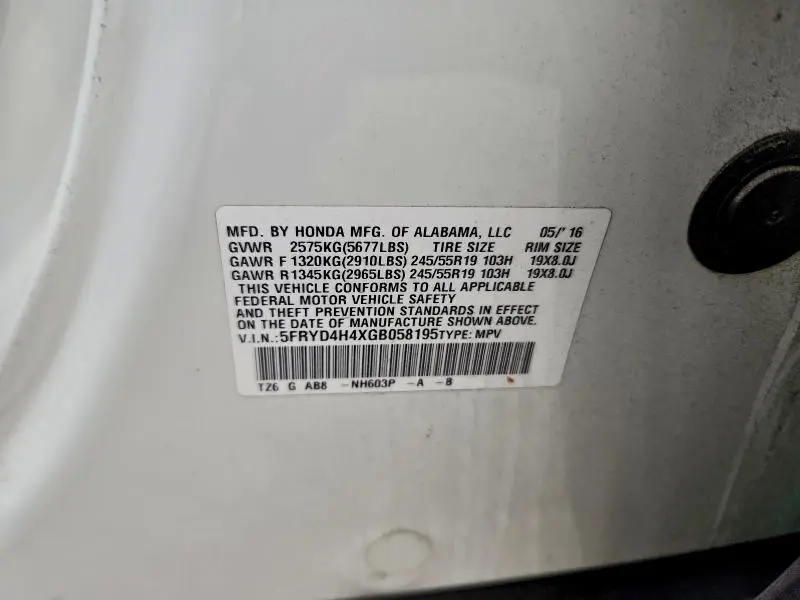 MFD. BY HONDA MFG. OF ALABAMA, LLC 05/'16
GVWR 2575KG(5677LBS) TIRE SIZE RIM SIZE
GAWR F 1320KG(2910LBS) 245/55R19 103H 19X8.0J
GAWR R1345KG(2965LBS) 245/55R19 103H 19X8.0J
THIS VEHICLE CONFORMS TO ALL APPLICABLE
FEDERAL MOTOR VEHICLE SAFETY
AND THEFT PREVENTION STANDARDS IN EFFECT
ON THE DATE OF MANUFACTURE SHOWN ABOVE.
V.I.N.:5FRYD4H4XGB058195TYPE: MPV
TZ6 G AB8 -NH603P -A -B